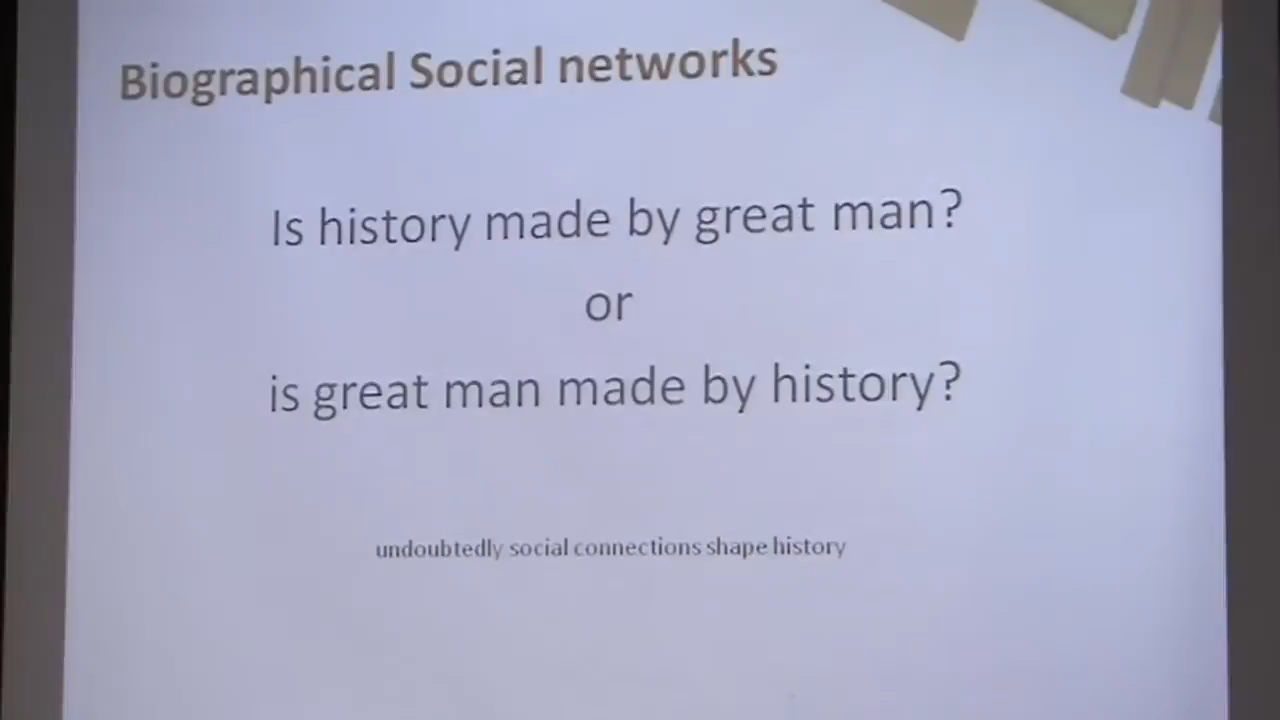 Biographical Social networks
Is history made by great man?
or
is great man made by history?
undoubtedly social connections shape history